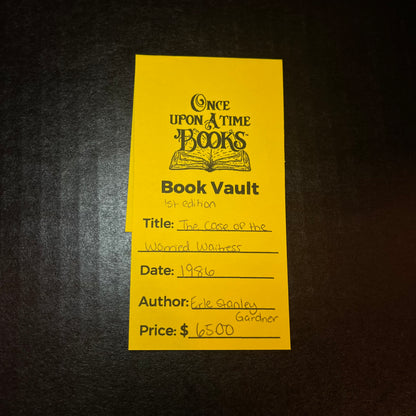 ONCE
UPON A TIME
BOOKS™
Book Vault
1st edition
Title: The Case of the
Worried Waitress
Date: 1986
Author: Erle Stanley
Gardner
Price: $ 6500